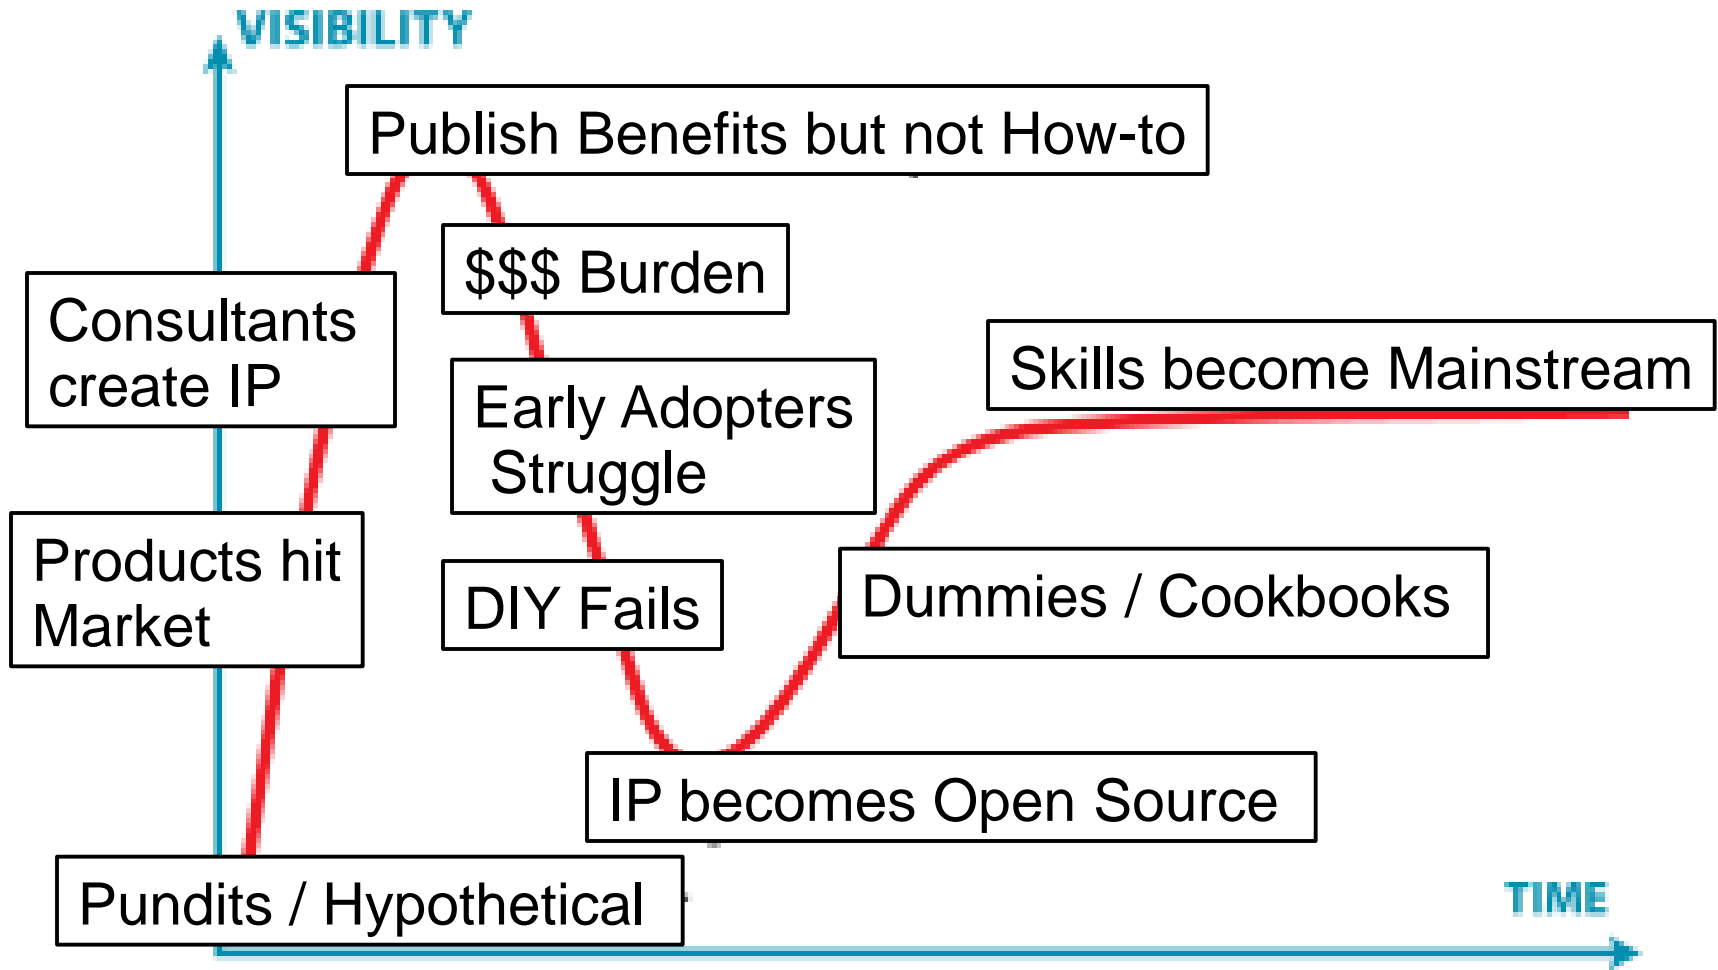 VISIBILITY
Publish Benefits but not How-to
$$$ Burden
Consultants
create IP
Skills become Mainstream
Early Adopters
Struggle
Products hit
Market
DIY Fails
Dummies / Cookbooks
IP becomes Open Source
Pundits / Hypothetical
TIME